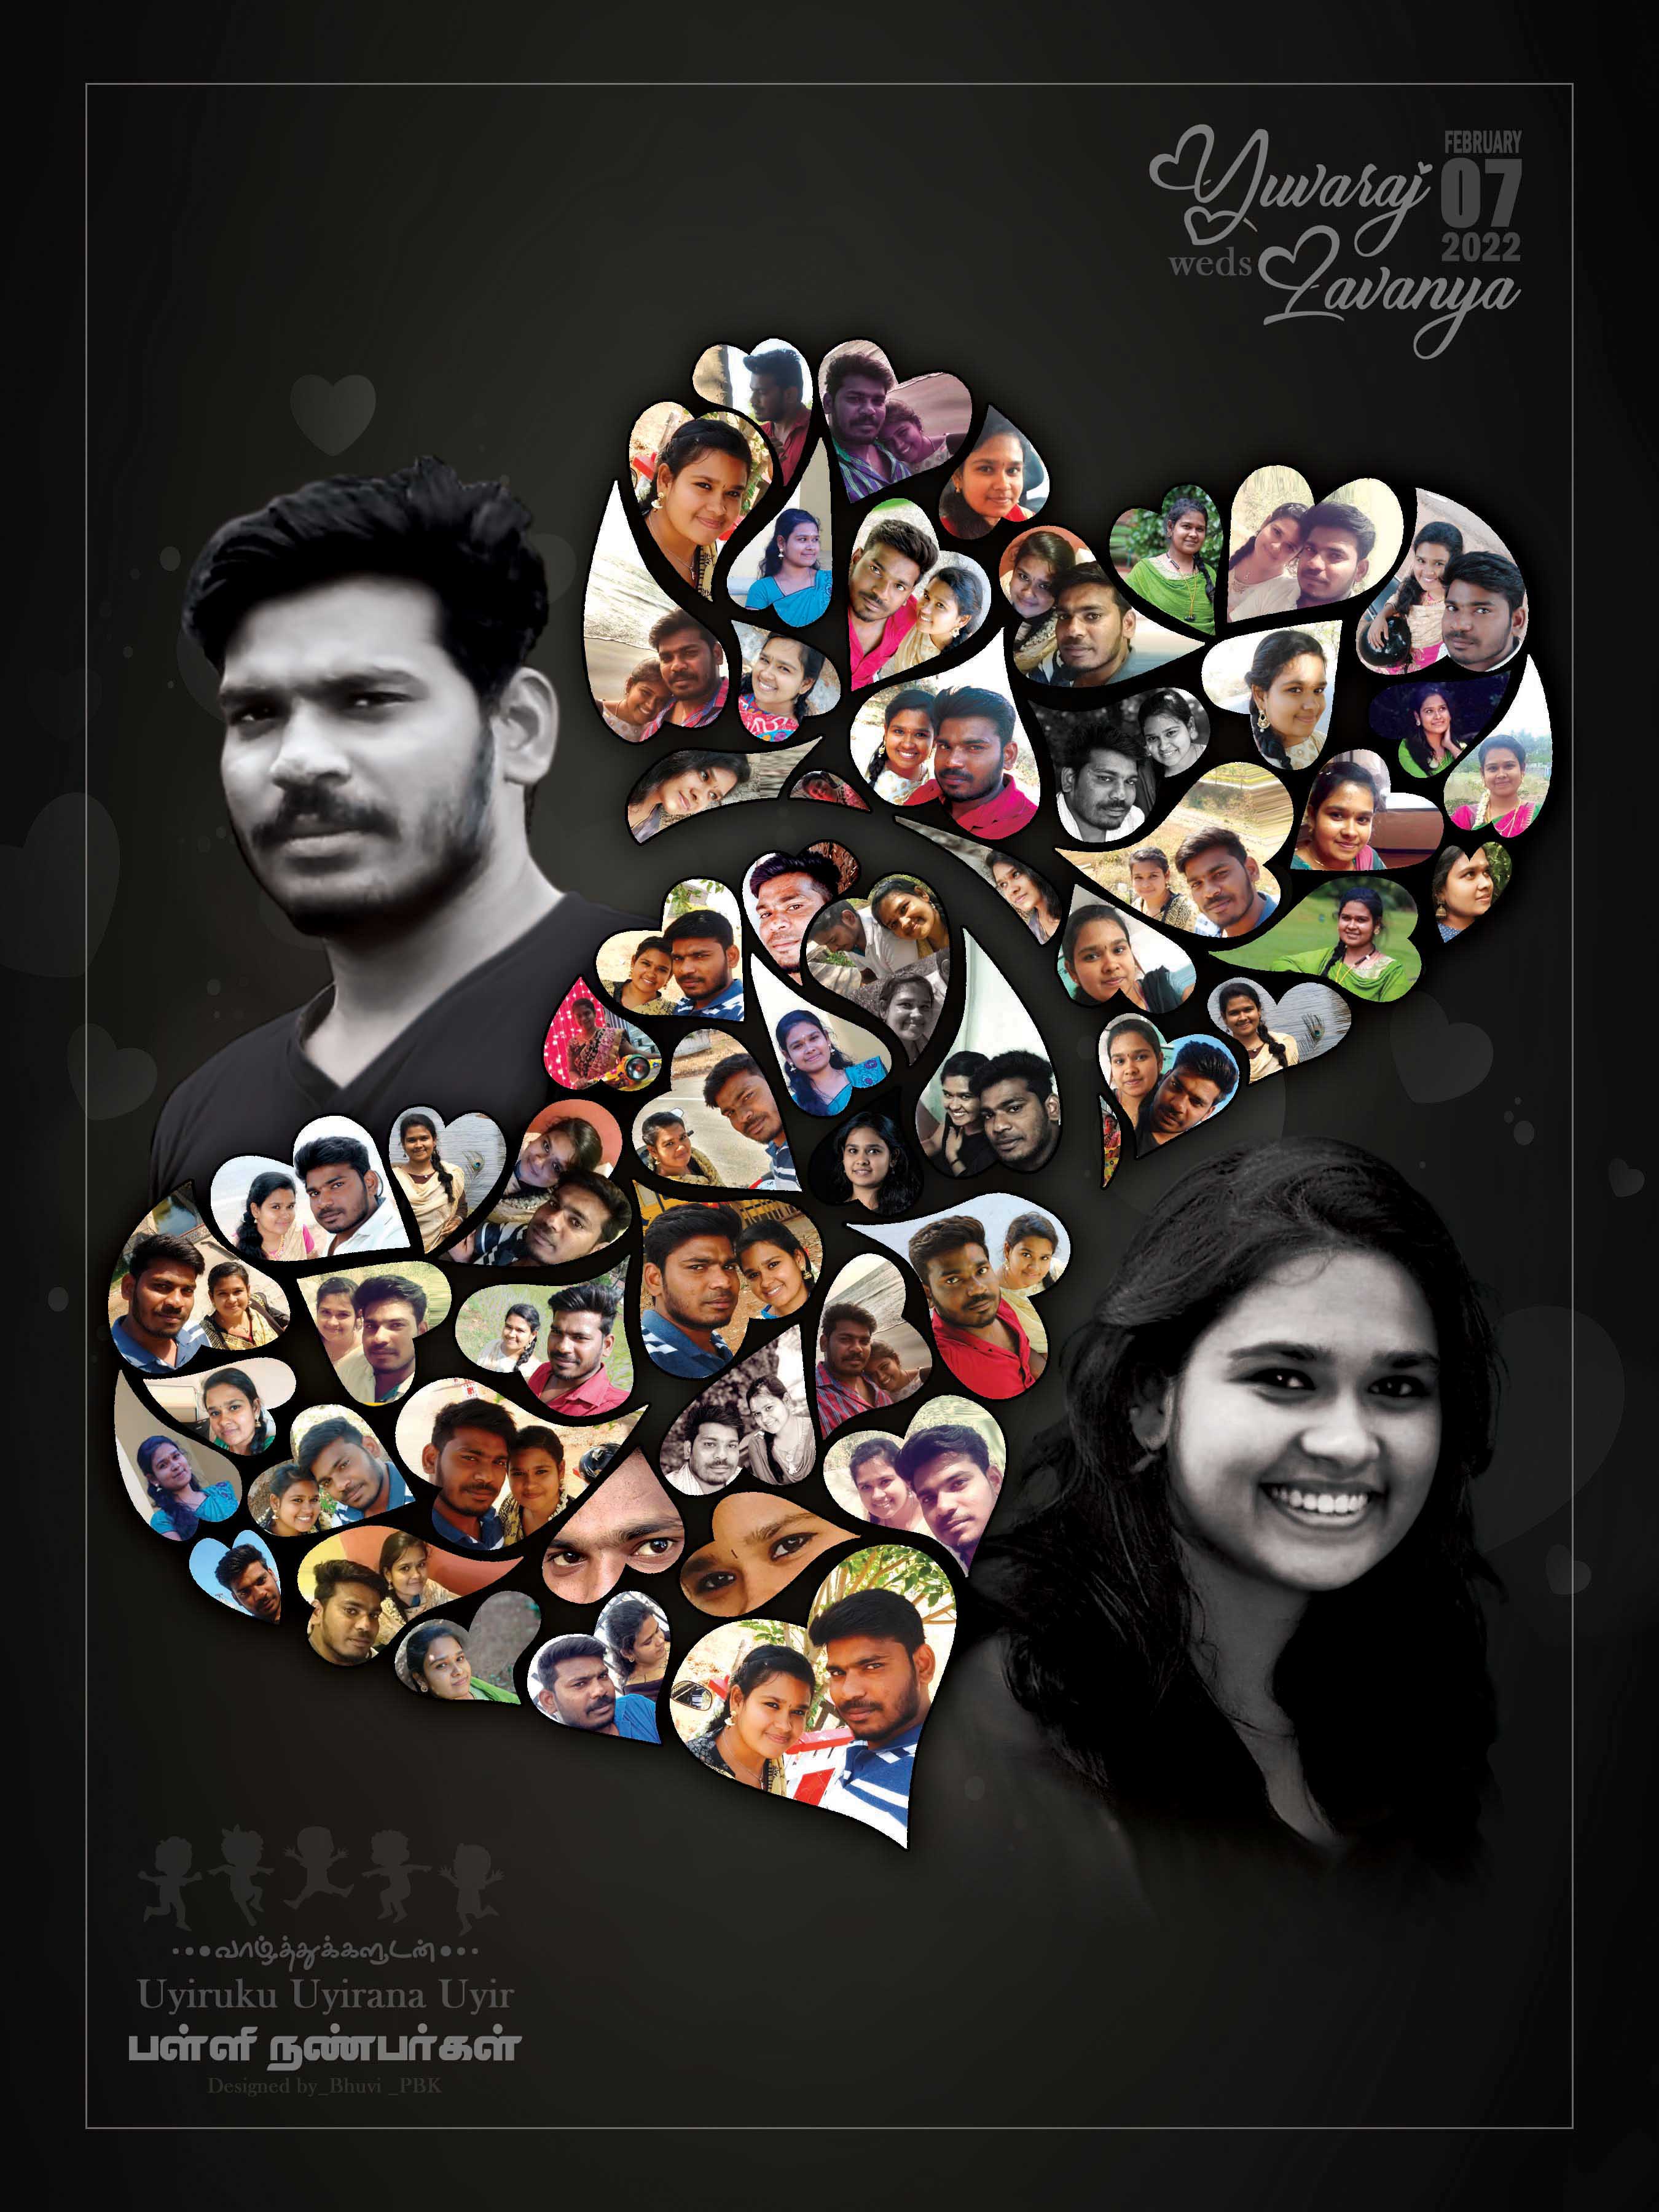 Yuvaraj
FEBRUARY
07
2022
weds
Lavanya
வாழ்த்துக்களுடன்
Uyiruku Uyirana Uyir
பள்ளி நண்பர்கள்
Designed by_Bhuvi _PBK